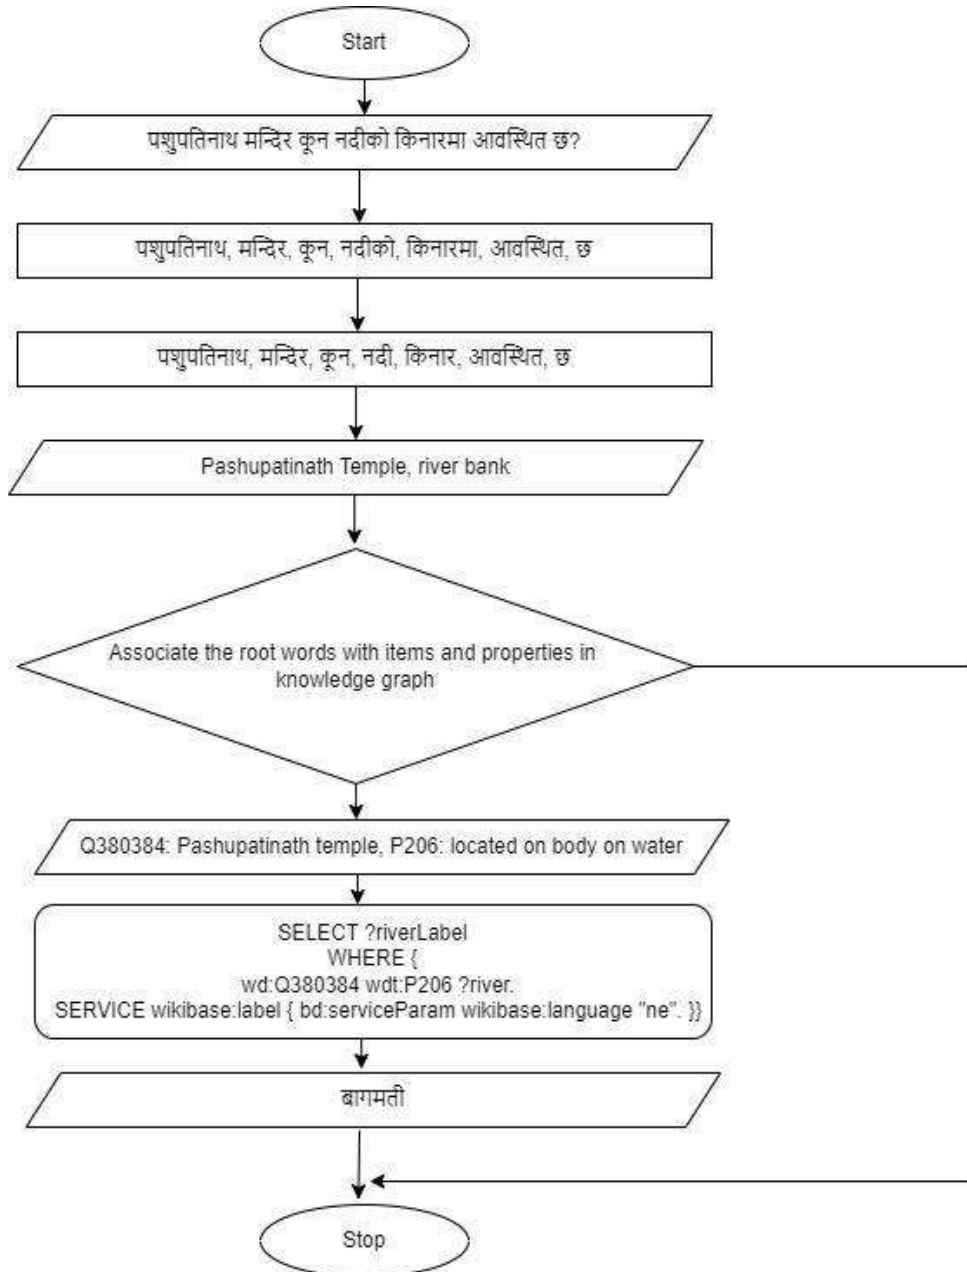 Start
पशुपतिनाथ मन्दिर कून नदीको किनारमा आवस्थित छ?
पशुपतिनाथ, मन्दिर, कून, नदीको, किनारमा, आवस्थित, छ
पशुपतिनाथ, मन्दिर, कून, नदी, किनार, आवस्थित, छ
Pashupatinath Temple, river bank
Associate the root words with items and properties in
knowledge graph
Q380384: Pashupatinath temple, P206: located on body on water
SELECT ?riverLabel
WHERE {
wd:Q380384 wdt:P206 ?river.
SERVICE wikibase:label { bd:serviceParam wikibase:language "ne". }}
बागमती
Stop